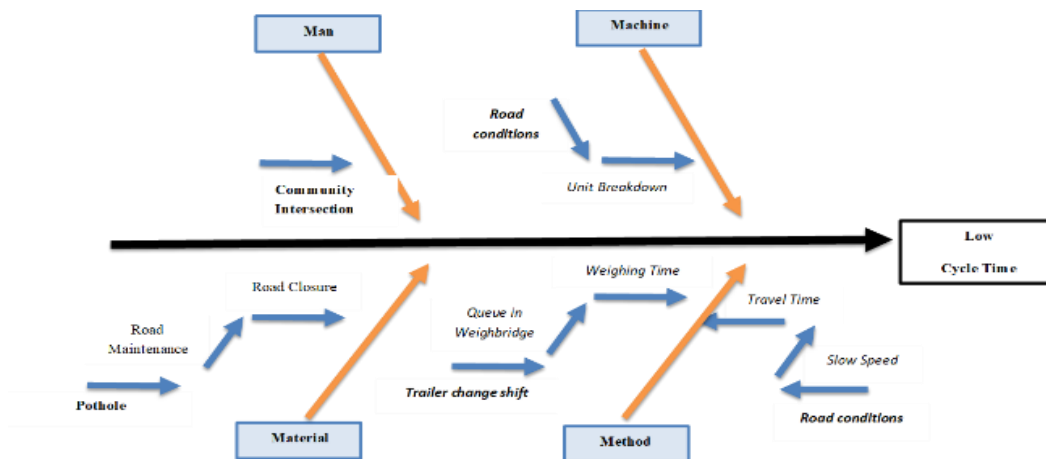 Man
Machine
Road
conditions
Unit Breakdown
Community
Intersection
Low
Cycle Time
Weighing Time
Road Closure
Travel Time
Queue in
Weighbridge
Road
Maintenance
Slow Speed
Pothole
Trailer change shift
Road conditions
Material
Method